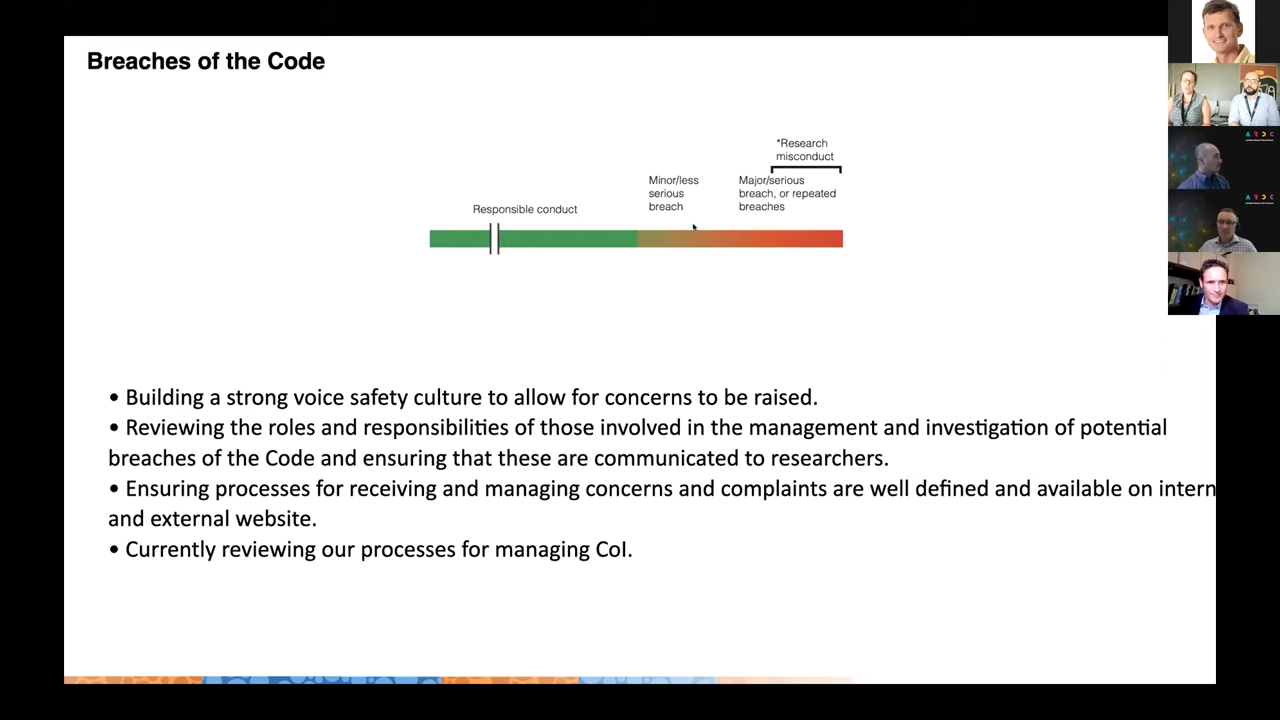 Breaches of the Code
*Research
misconduct
Minor/less
serious
breach
Major/serious
breach, or repeated
breaches
Responsible conduct
• Building a strong voice safety culture to allow for concerns to be raised.
• Reviewing the roles and responsibilities of those involved in the management and investigation of potential
breaches of the Code and ensuring that these are communicated to researchers.
• Ensuring processes for receiving and managing concerns and complaints are well defined and available on intern
and external website.
• Currently reviewing our processes for managing CoI.
ARDC
ARDC